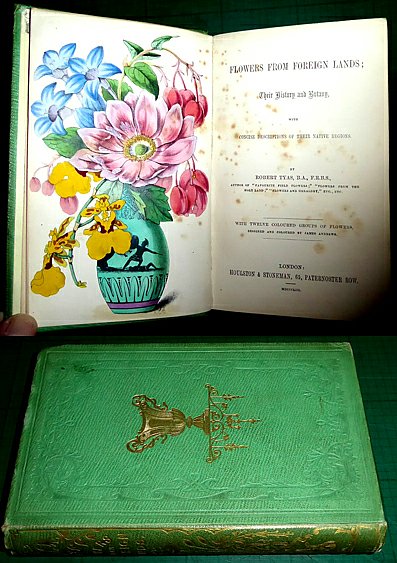 FLOWERS FROM FOREIGN LANDS;
Their History and Botany,
WITH
CONCISE DESCRIPTIONS OF THEIR NATIVE REGIONS.
BY
ROBERT TYAS, B.A., F.R.B.S.,
AUTHOR OF "FAVOURITE FIELD FLOWERS;" "FLOWERS FROM THE
HOLY LAND;" "FLOWERS AND HERALDRY," ETC., ETC.
WITH TWELVE COLOURED GROUPS OF FLOWERS,
DESIGNED AND COLOURED BY JAMES ANDREWS.
LONDON:
HOULSTON & STONEMAN, 65, PATERNOSTER ROW.